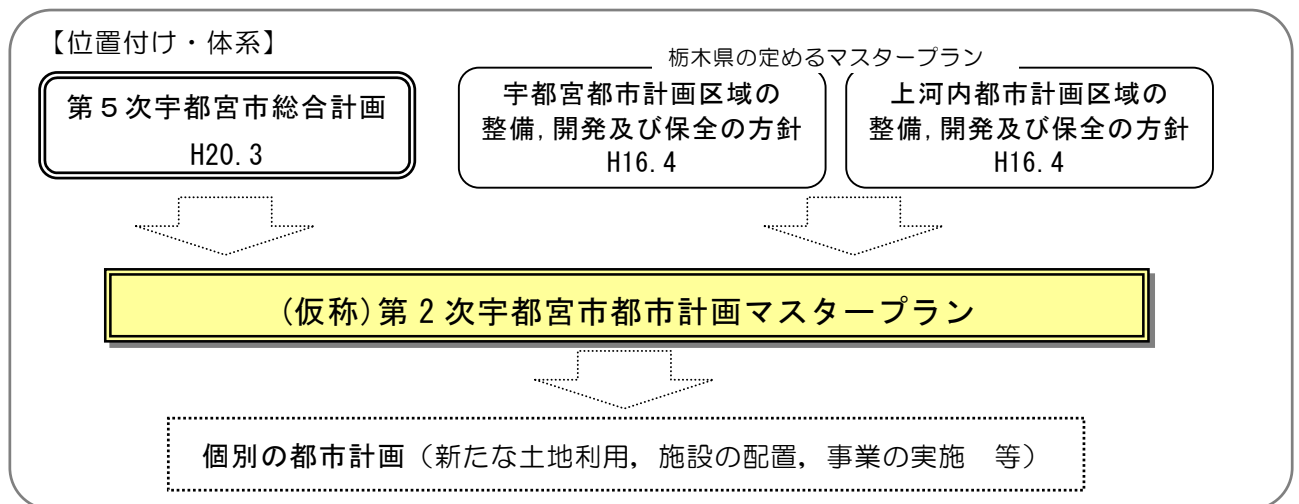 【位置付け・体系】
栃木県の定めるマスタープラン
第５次宇都宮市総合計画
H20.3
宇都宮都市計画区域の
整備,開発及び保全の方針
H16.4
上河内都市計画区域の
整備,開発及び保全の方針
H16.4
(仮称)第２次宇都宮市都市計画マスタープラン
個別の都市計画（新たな土地利用，施設の配置，事業の実施　等）